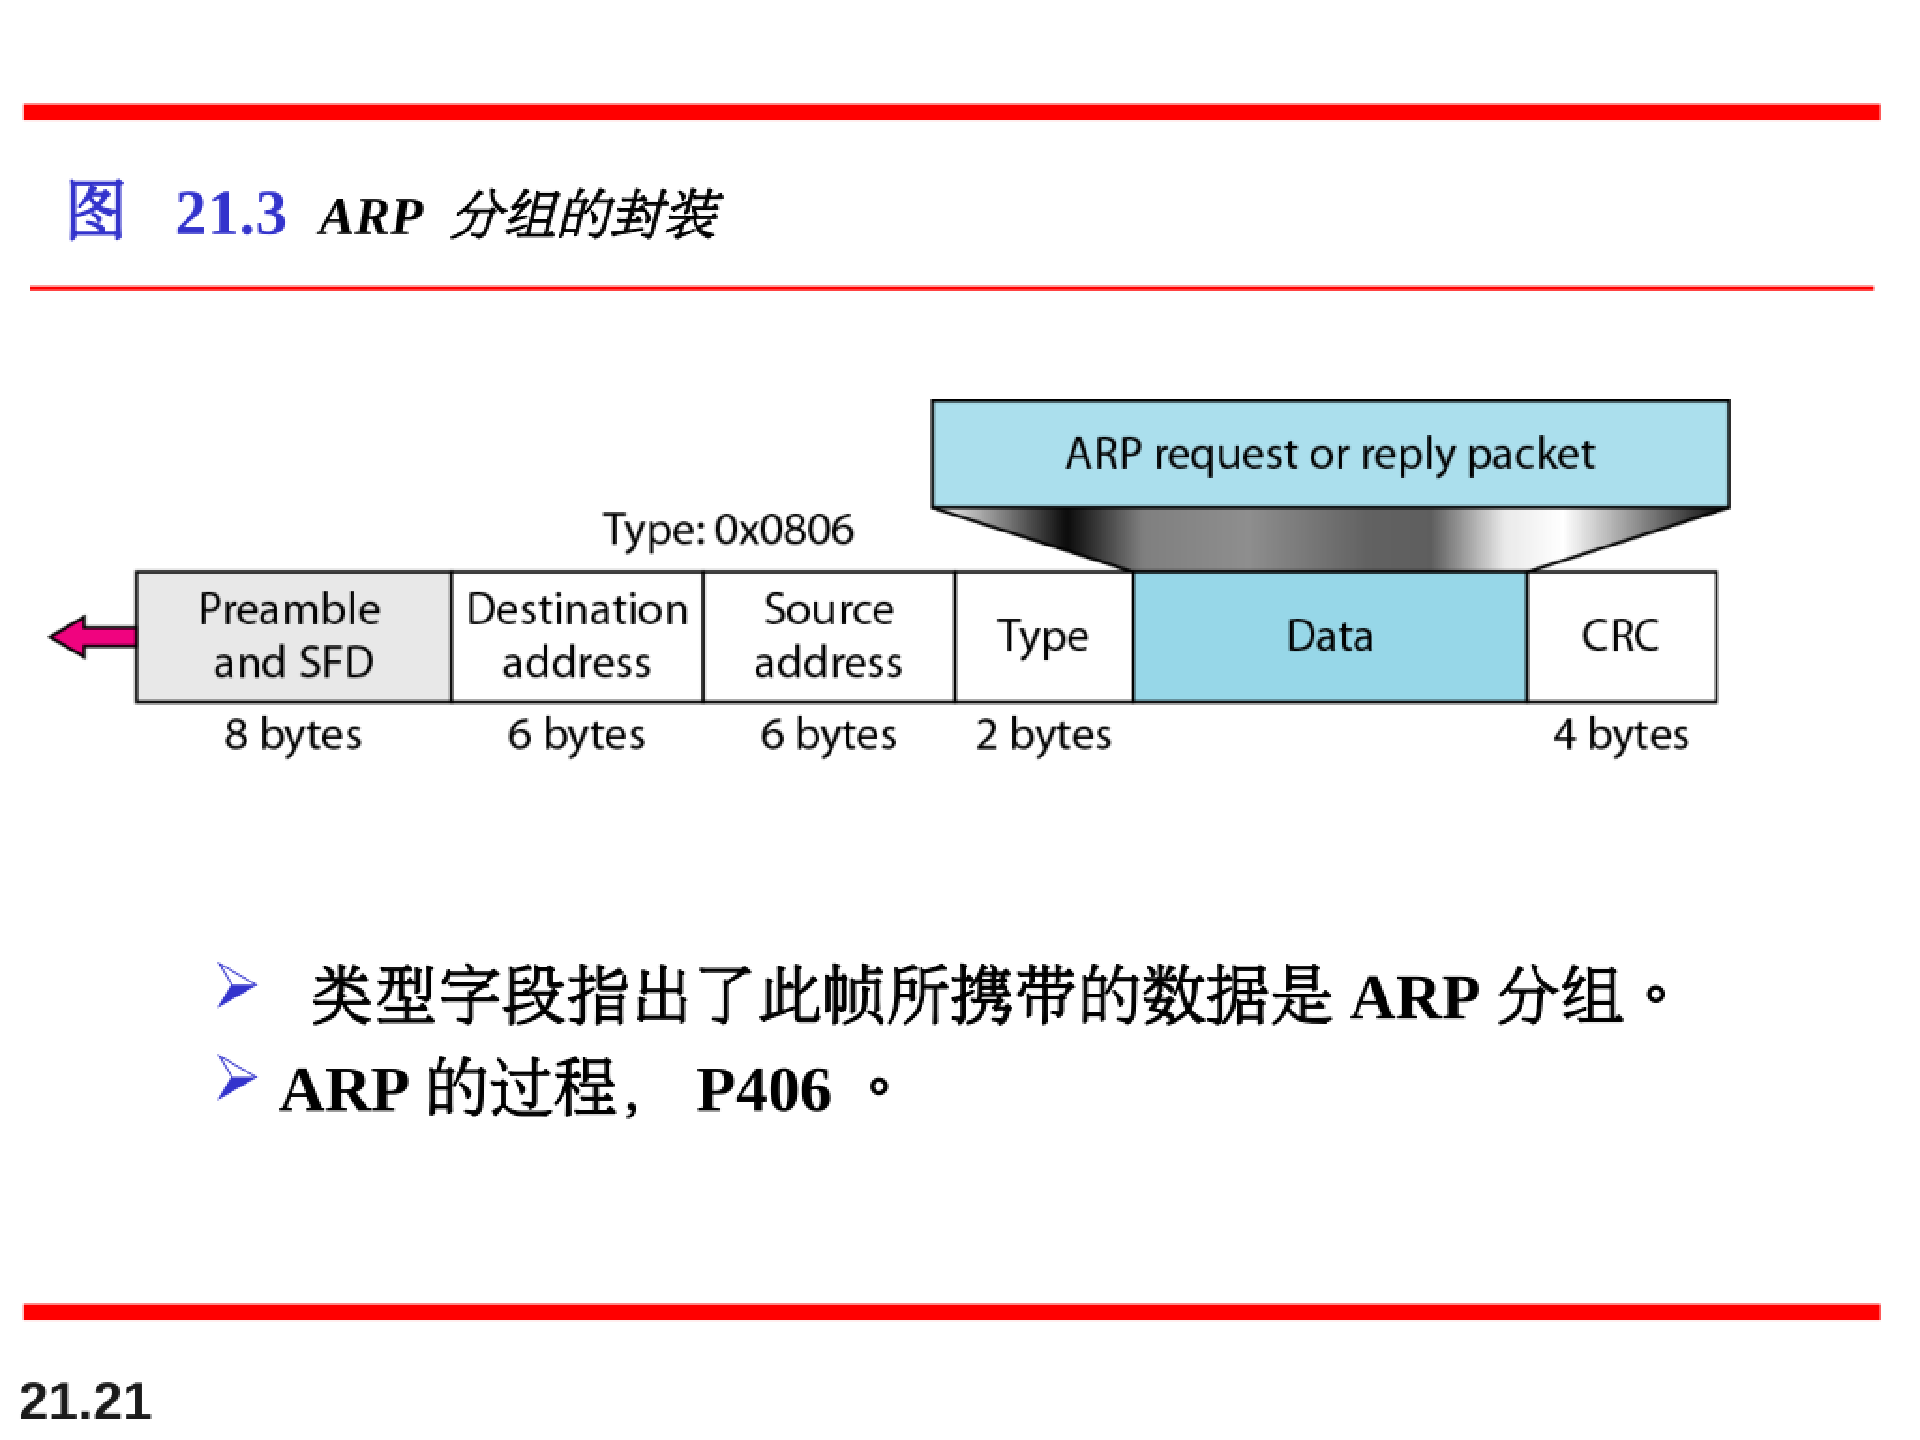 图 21.3 ARP 分组的封装
ARP request or reply packet
Type: 0x0806
Preamble and SFD
Destination address
Source address
Type
Data
CRC
8 bytes
6 bytes
6 bytes
2 bytes
4 bytes
类型字段指出了此帧所携带的数据是 ARP 分组。
ARP 的过程， P406 。
21.21